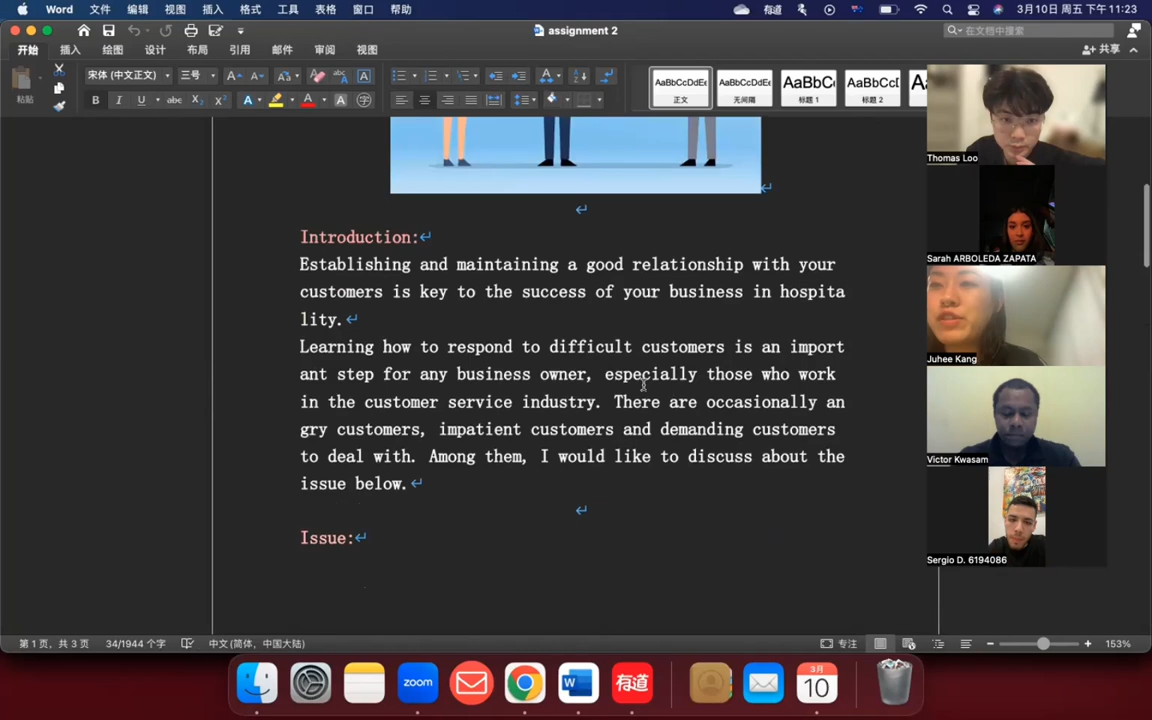 Word 文件 编辑 视图 插入 格式 工具 表格 窗口 帮助
有道
3月10日 周五 下午11:23
assignment 2
在文档中搜索
开始 插入 绘图 设计 布局 引用 邮件 审阅 视图
共享
粘贴
宋体 (中文正文) 三号
AaBbCcDdEe AaBbCcDdEe AaBbC AaBbCcD
正文 无间隔 标题 1 标题 2
Introduction:
Establishing and maintaining a good relationship with your
customers is key to the success of your business in hospita
lity.
Learning how to respond to difficult customers is an import
ant step for any business owner, especially those who work
in the customer service industry. There are occasionally an
gry customers, impatient customers and demanding customers
to deal with. Among them, I would like to discuss about the
issue below.
Issue:
Thomas Loo
Sarah ARBOLEDA ZAPATA
Juhee Kang
Victor Kwasam
Sergio D. 6194086
第1页，共3页 34/1944 个字 中文 (简体，中国大陆)
专注 153%
zoom
W
有道
3月
10